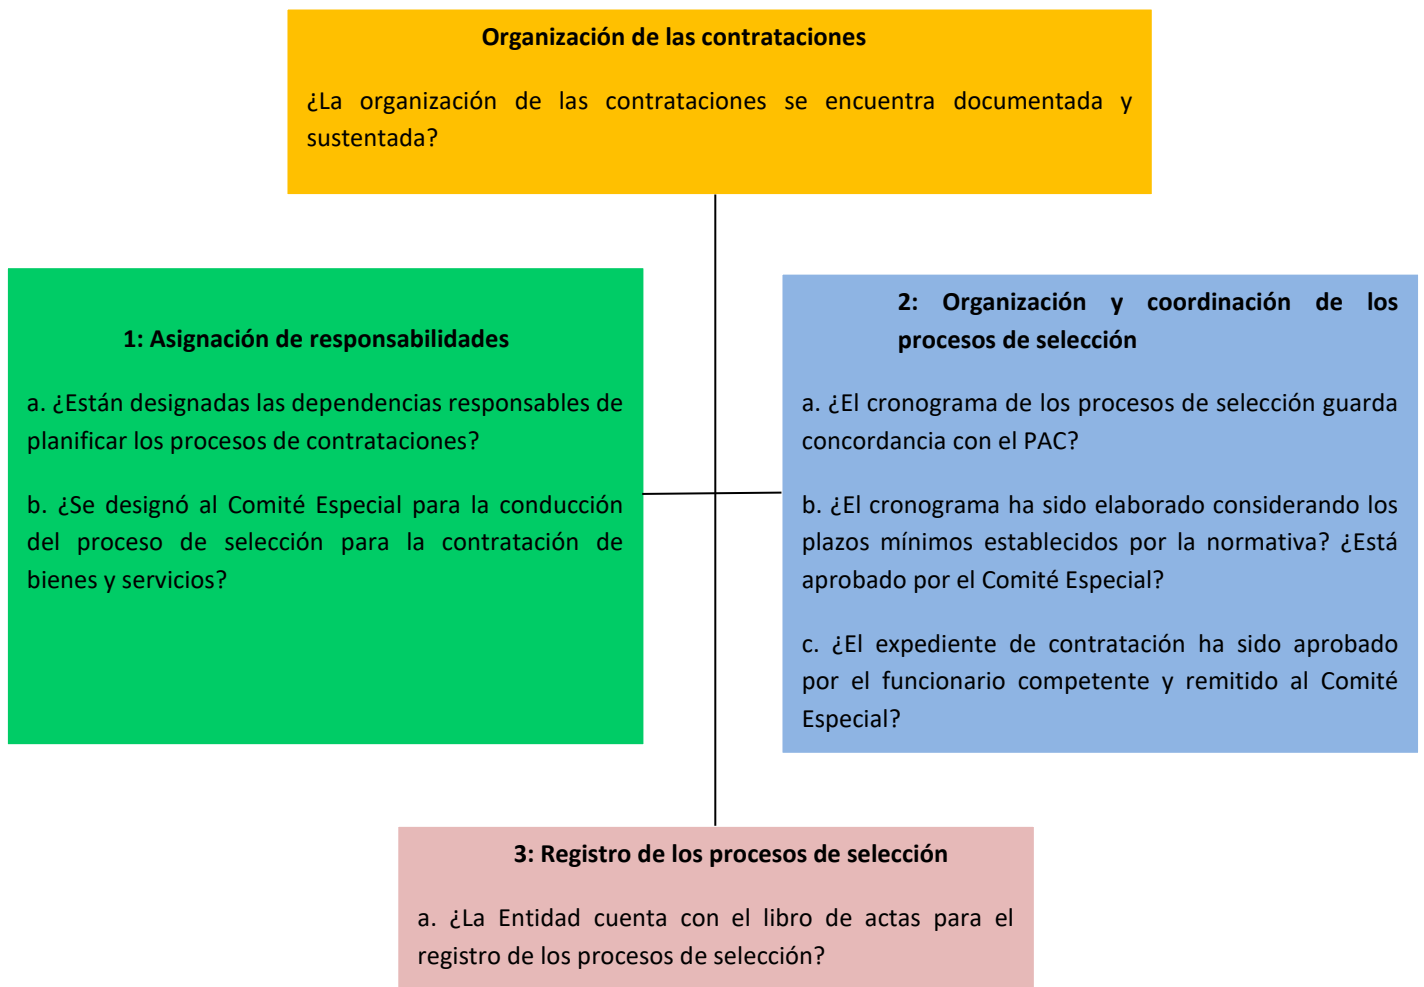 Organización de las contrataciones
¿La organización de las contrataciones se encuentra documentada y
sustentada?
1: Asignación de responsabilidades
a. ¿Están designadas las dependencias responsables de
planificar los procesos de contrataciones?
b. ¿Se designó al Comité Especial para la conducción
del proceso de selección para la contratación de
bienes y servicios?
2: Organización y coordinación de los
procesos de selección
a. ¿El cronograma de los procesos de selección guarda
concordancia con el PAC?
b. ¿El cronograma ha sido elaborado considerando los
plazos mínimos establecidos por la normativa? ¿Está
aprobado por el Comité Especial?
c. ¿El expediente de contratación ha sido aprobado
por el funcionario competente y remitido al Comité
Especial?
3: Registro de los procesos de selección
a. ¿La Entidad cuenta con el libro de actas para el
registro de los procesos de selección?